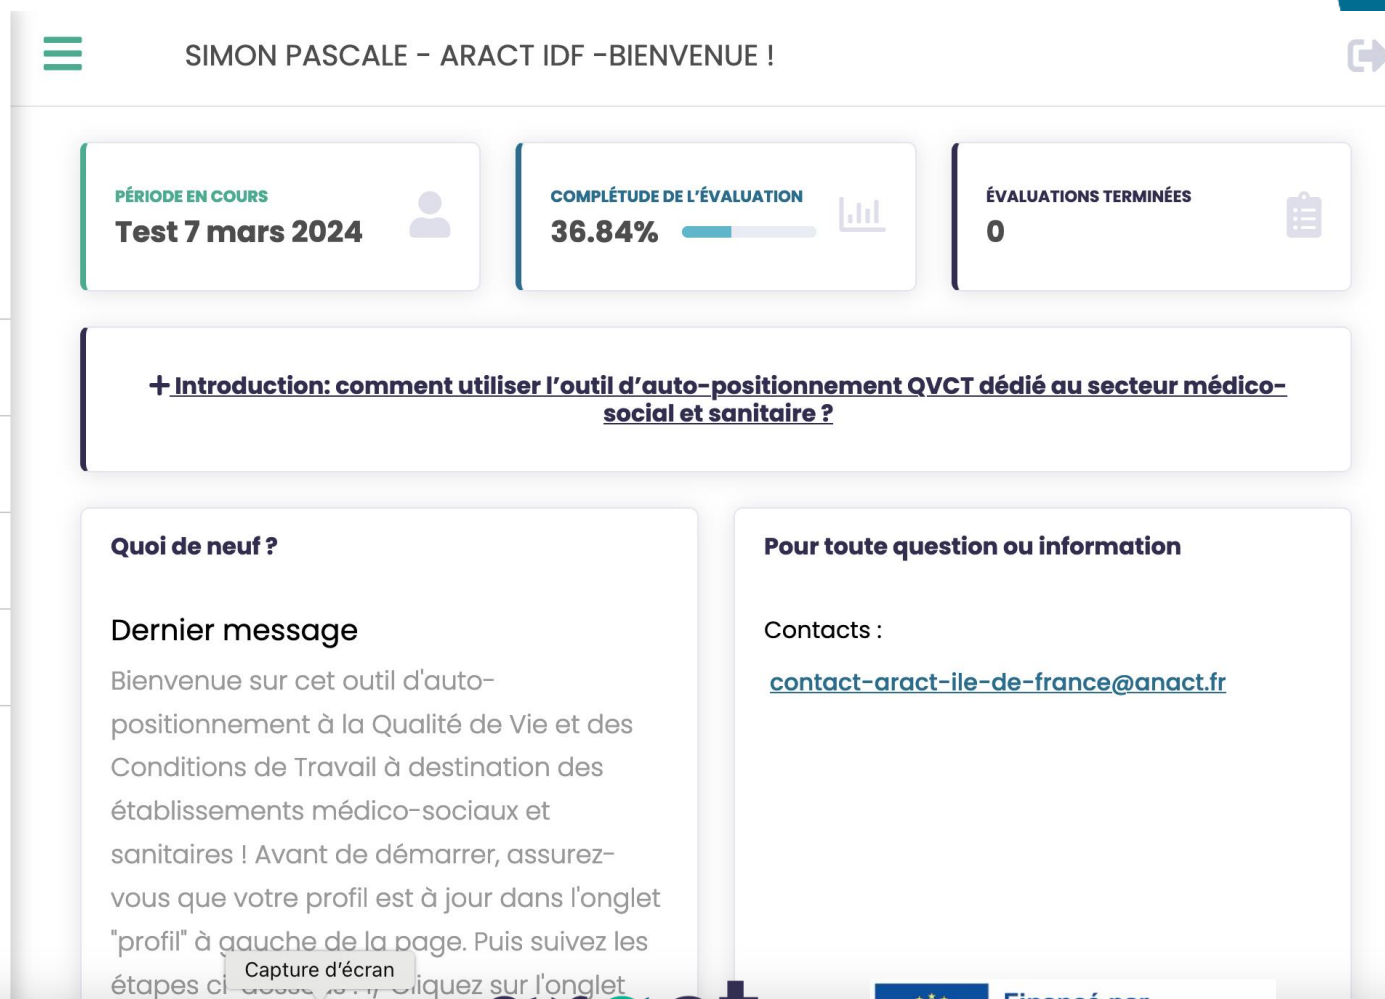 SIMON PASCALE - ARACT IDF -BIENVENUE !
PÉRIODE EN COURS
Test 7 mars 2024
COMPLÉTUDE DE L'ÉVALUATION
36.84%
ÉVALUATIONS TERMINÉES
0
+ Introduction: comment utiliser l'outil d'auto-positionnement QVCT dédié au secteur médico-
social et sanitaire ?
Quoi de neuf ?
Dernier message
Bienvenue sur cet outil d'auto-
positionnement à la Qualité de Vie et des
Conditions de Travail à destination des
établissements médico-sociaux et
sanitaires ! Avant de démarrer, assurez-
vous que votre profil est à jour dans l'onglet
"profil" à gauche de la page. Puis suivez les
étapes
Cliquez sur l'onglet
Capture d'écran
Pour toute question ou information
Contacts :
contact-aract-ile-de-france@anact.fr
Financé par